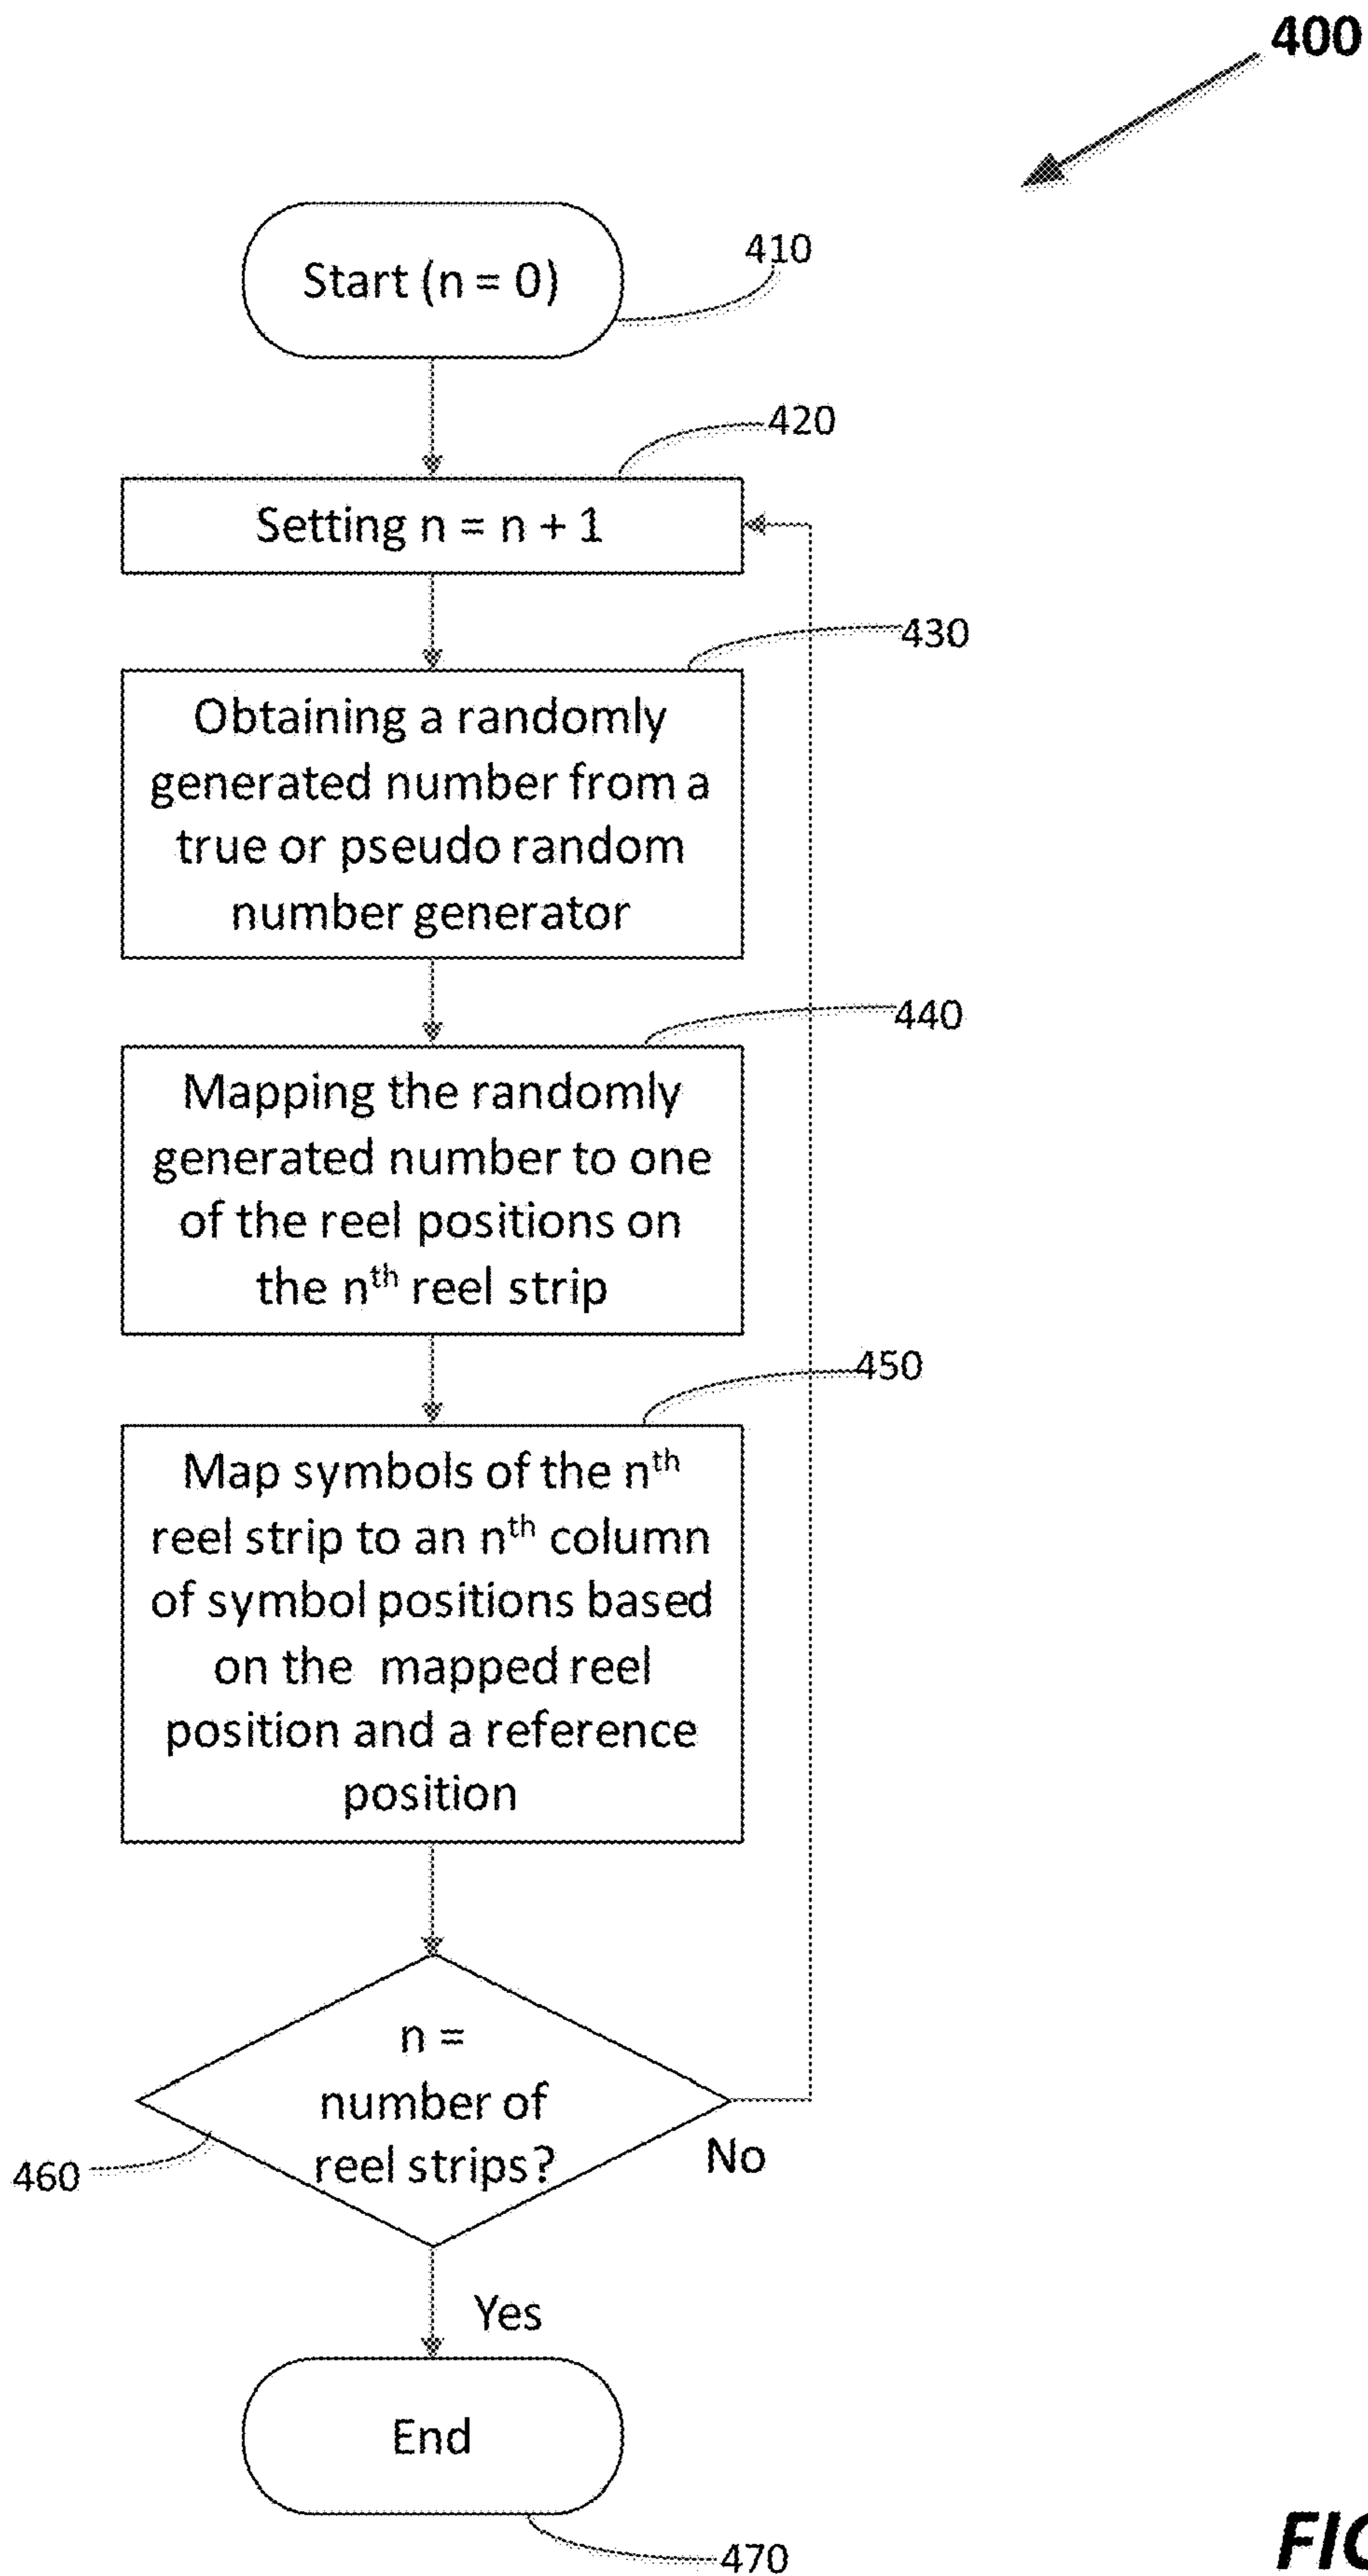 400
Start (n = 0)
410
420
Setting n = n + 1
430
Obtaining a randomly
generated number from a
true or pseudo random
number generator
440
Mapping the randomly
generated number to one
of the reel positions on
the nth reel strip
450
Map symbols of the nth
reel strip to an nth column
of symbol positions based
on the mapped reel
position and a reference
position
n =
number of
reel strips?
No
460
Yes
End
470
FIG